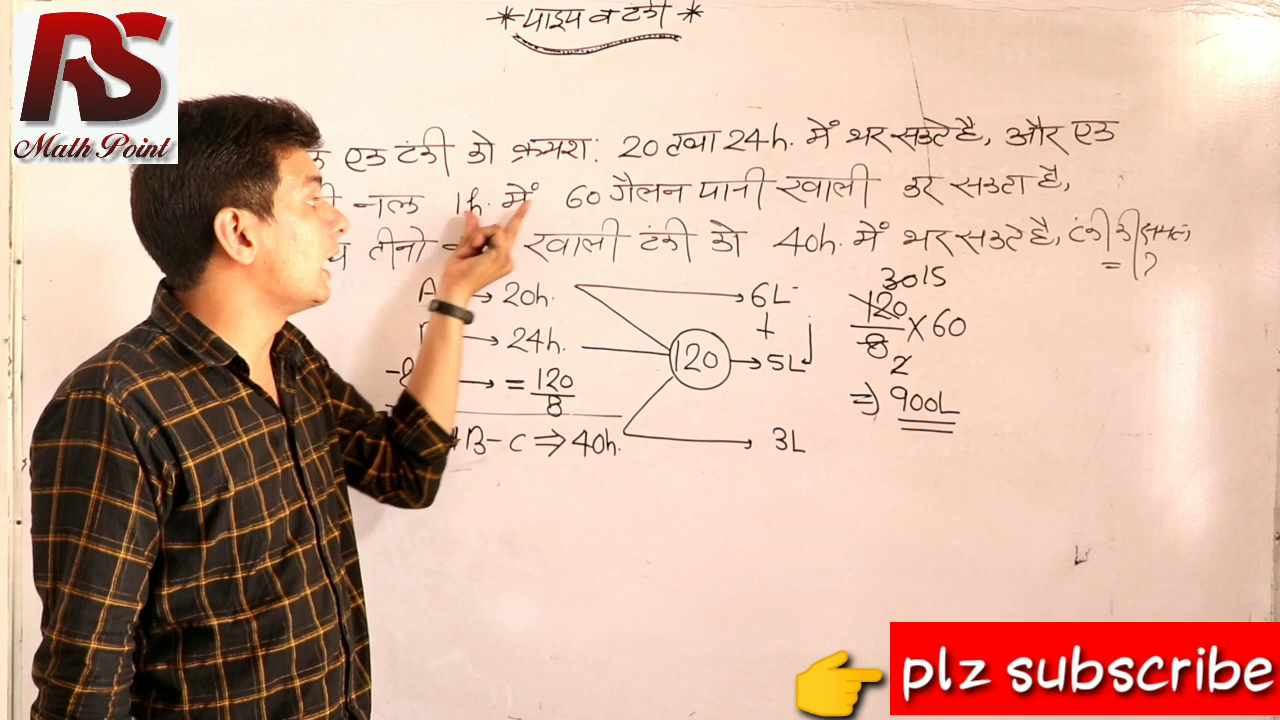 RS
Math Point
*पाइप व टंकी*
एक टंकी को क्रमश: 20 तथा 24h. में भर सकते है, और एक
नल 1h. में 60 गैलन पानी खाली कर सकता है,
तीनो खाली टंकी को 40h. में भर सकते है, टंकी की क्षमता
= ?
A → 20h.
6L
+
→ 24h.
120
5L
→ = 120/8
+B-C ⇒ 40h.
3L
30 15
120/8 × 60
2
⇒ 900L
plz subscribe